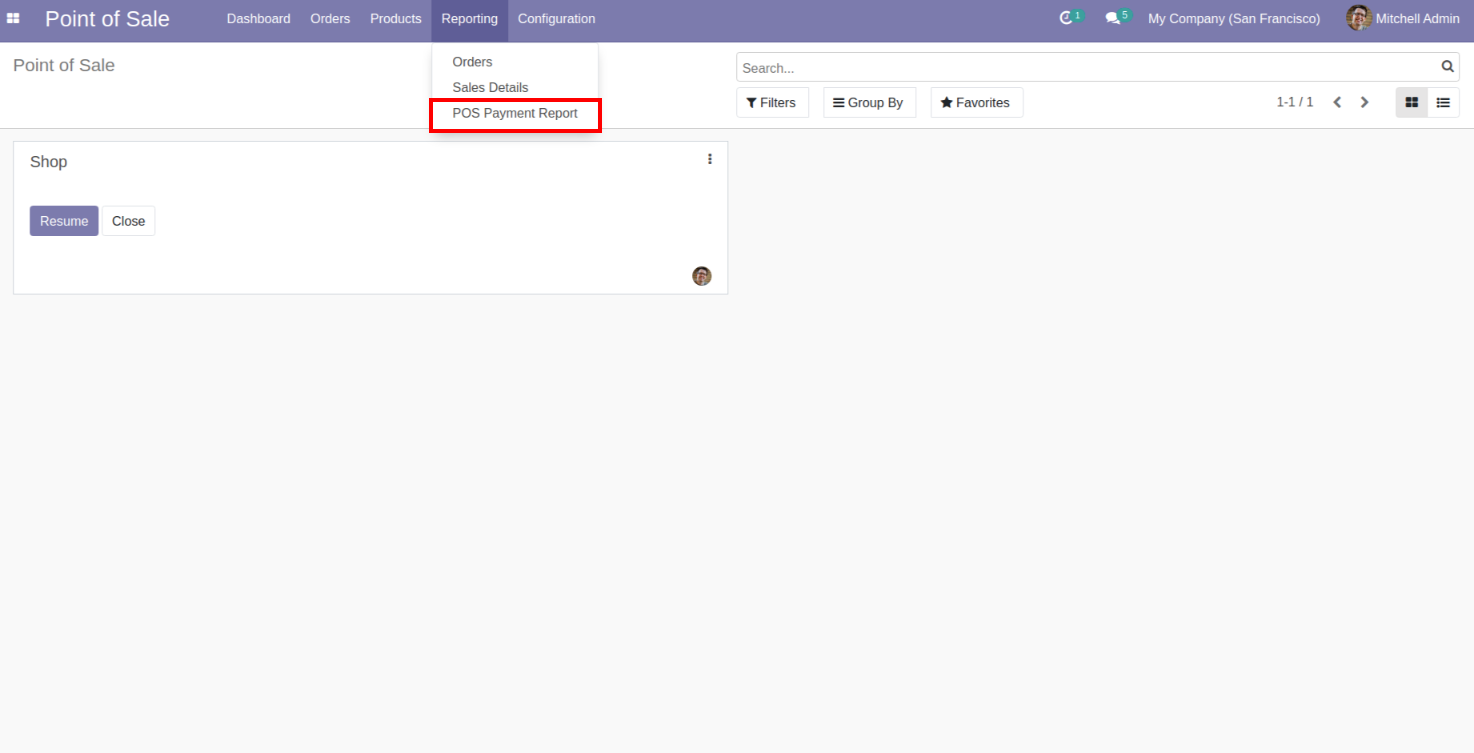 Point of Sale Dashboard Orders Products Reporting Configuration 1 5 My Company (San Francisco) Mitchell Admin
Point of Sale
Orders
Sales Details
POS Payment Report
Search...
Filters Group By Favorites 1-1 / 1
Shop
Resume Close